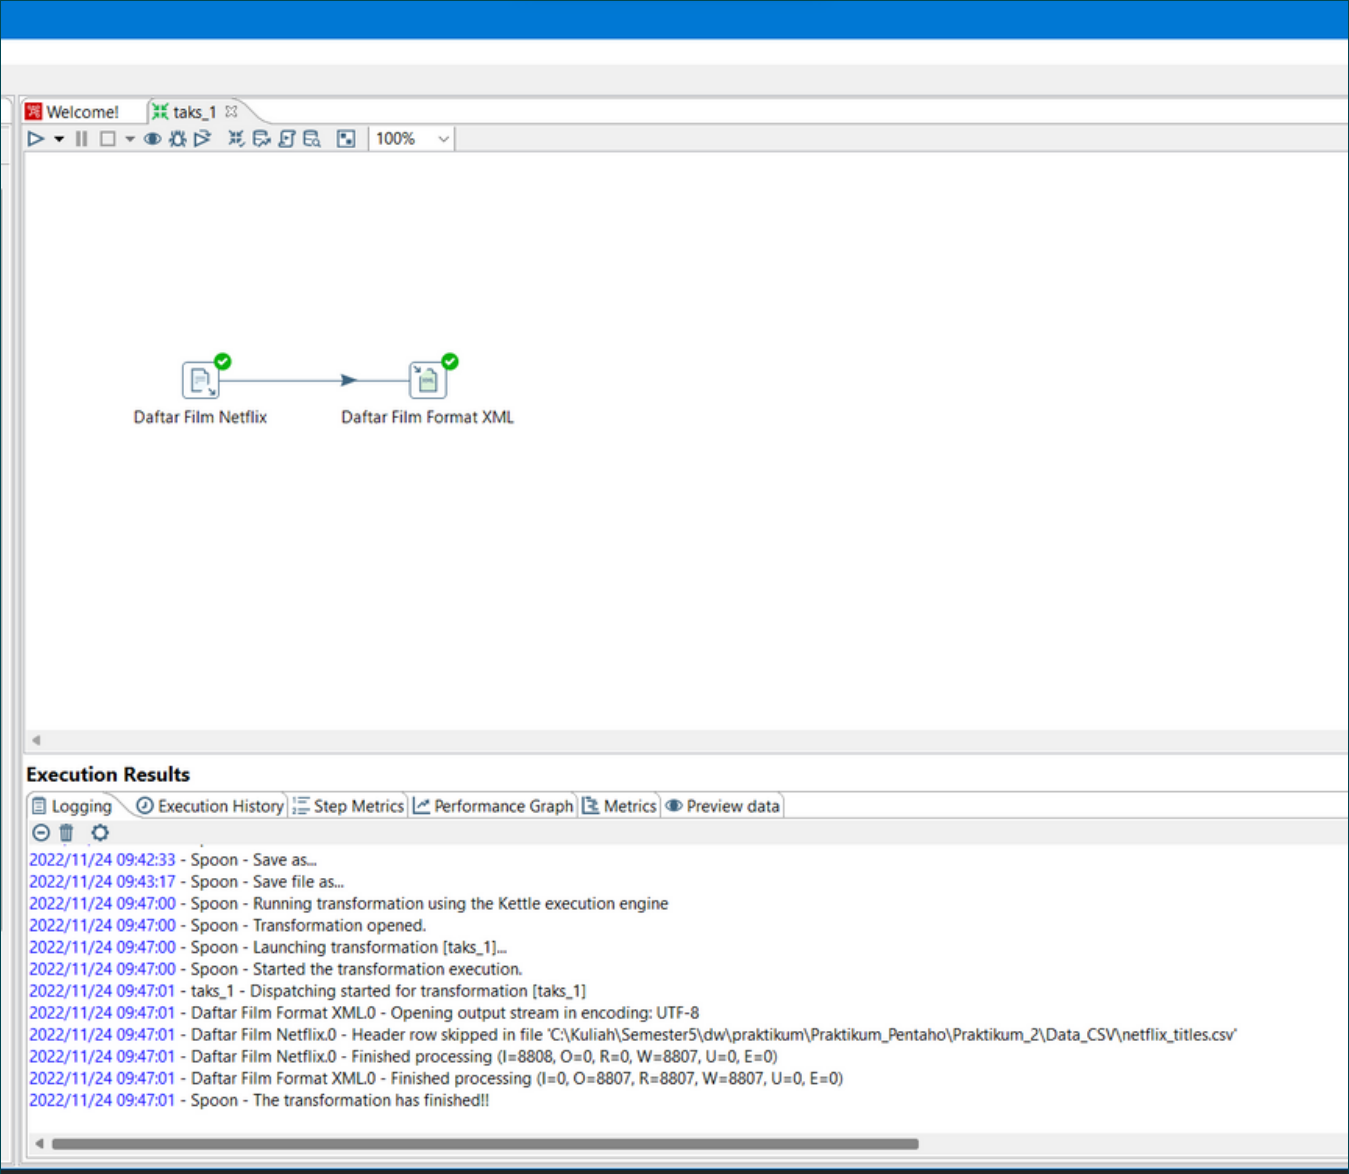 Welcome! taks_1
100%
Daftar Film Netflix Daftar Film Format XML
Execution Results
Logging Execution History Step Metrics Performance Graph Metrics Preview data
2022/11/24 09:42:33 - Spoon - Save as...
2022/11/24 09:43:17 - Spoon - Save file as...
2022/11/24 09:47:00 - Spoon - Running transformation using the Kettle execution engine
2022/11/24 09:47:00 - Spoon - Transformation opened.
2022/11/24 09:47:00 - Spoon - Launching transformation [taks_1]...
2022/11/24 09:47:00 - Spoon - Started the transformation execution.
2022/11/24 09:47:01 - taks_1 - Dispatching started for transformation [taks_1]
2022/11/24 09:47:01 - Daftar Film Format XML.0 - Opening output stream in encoding: UTF-8
2022/11/24 09:47:01 - Daftar Film Netflix.0 - Header row skipped in file 'C:\Kuliah\Semester5\dw\praktikum\Praktikum_Pentaho\Praktikum_2\Data_CSV\netflix_titles.csv'
2022/11/24 09:47:01 - Daftar Film Netflix.0 - Finished processing (I=8808, O=0, R=0, W=8807, U=0, E=0)
2022/11/24 09:47:01 - Daftar Film Format XML.0 - Finished processing (I=0, O=8807, R=8807, W=8807, U=0, E=0)
2022/11/24 09:47:01 - Spoon - The transformation has finished!!